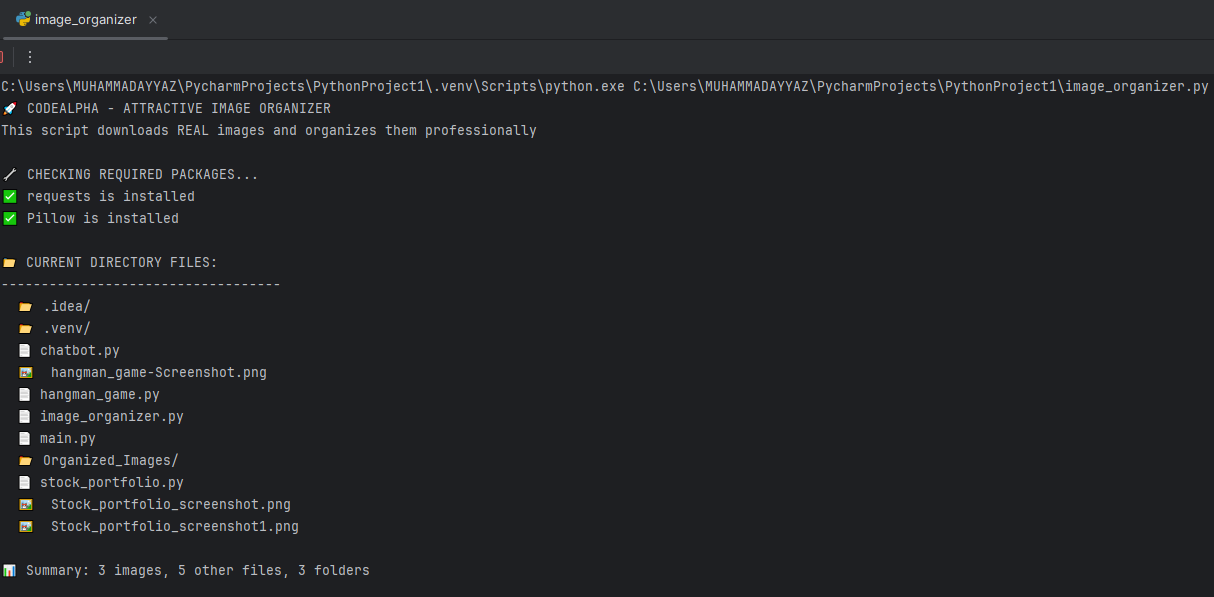 image_organizer
C:\Users\MUHAMMADAYYAZ\PycharmProjects\PythonProject1\.venv\Scripts\python.exe C:\Users\MUHAMMADAYYAZ\PycharmProjects\PythonProject1\image_organizer.py
🚀 CODEALPHA - ATTRACTIVE IMAGE ORGANIZER
This script downloads REAL images and organizes them professionally
🔧 CHECKING REQUIRED PACKAGES...
✅ requests is installed
✅ Pillow is installed
📁 CURRENT DIRECTORY FILES:
-----------------------------------
📁 .idea/
📁 .venv/
📄 chatbot.py
🖼️ hangman_game-Screenshot.png
📄 hangman_game.py
📄 image_organizer.py
📄 main.py
📁 Organized_Images/
📄 stock_portfolio.py
🖼️ Stock_portfolio_screenshot.png
🖼️ Stock_portfolio_screenshot1.png
📊 Summary: 3 images, 5 other files, 3 folders